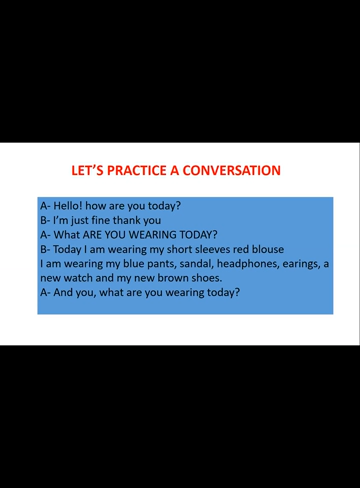 LET'S PRACTICE A CONVERSATION
A- Hello! how are you today?
B- I'm just fine thank you
A- What ARE YOU WEARING TODAY?
B- Today I am wearing my short sleeves red blouse
I am wearing my blue pants, sandal, headphones, earings, a
new watch and my new brown shoes.
A- And you, what are you wearing today?